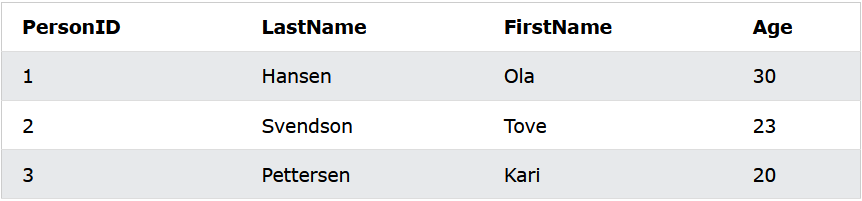 PersonID LastName FirstName Age
1 Hansen Ola 30
2 Svendson Tove 23
3 Pettersen Kari 20